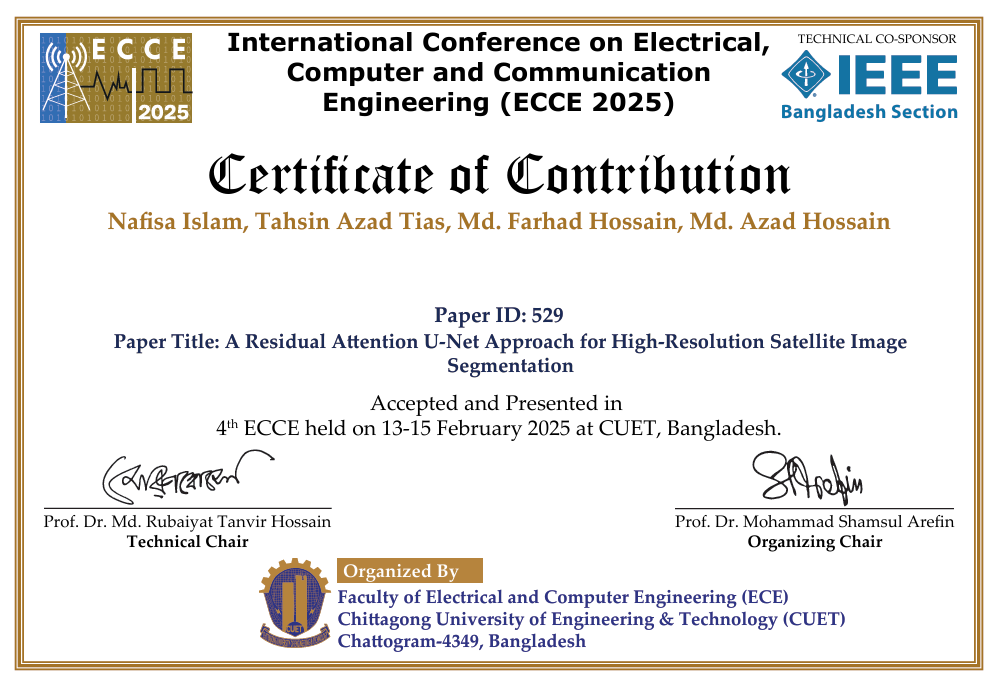 E C C E
2025
International Conference on Electrical,
Computer and Communication
Engineering (ECCE 2025)
TECHNICAL CO-SPONSOR
IEEE
Bangladesh Section
Certificate of Contribution
Nafisa Islam, Tahsin Azad Tias, Md. Farhad Hossain, Md. Azad Hossain
Paper ID: 529
Paper Title: A Residual Attention U-Net Approach for High-Resolution Satellite Image
Segmentation
Accepted and Presented in
4th ECCE held on 13-15 February 2025 at CUET, Bangladesh.
Prof. Dr. Md. Rubaiyat Tanvir Hossain
Technical Chair
SArefin
Prof. Dr. Mohammad Shamsul Arefin
Organizing Chair
CUET
Organized By
Faculty of Electrical and Computer Engineering (ECE)
Chittagong University of Engineering & Technology (CUET)
Chattogram-4349, Bangladesh